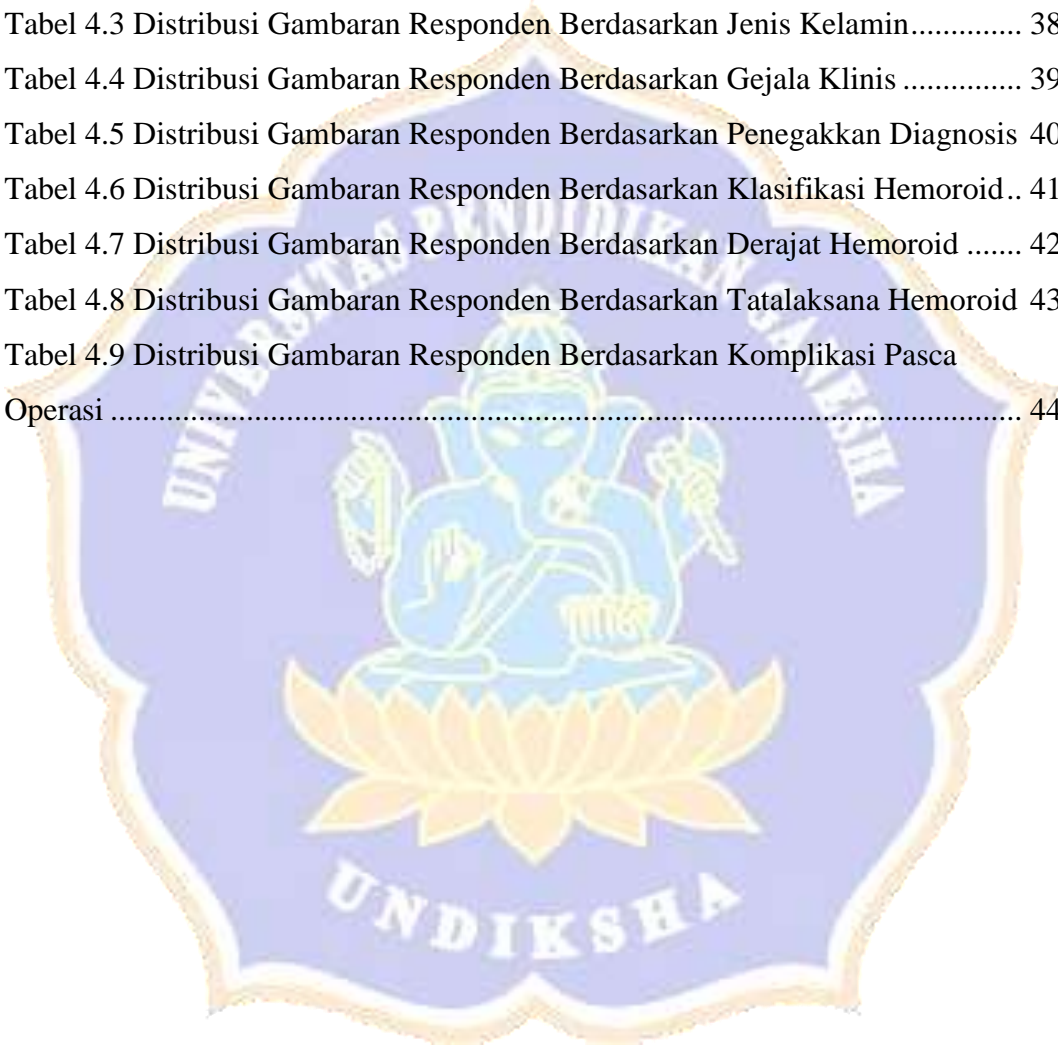 Tabel 4.3 Distribusi Gambaran Responden Berdasarkan Jenis Kelamin.............. 38
Tabel 4.4 Distribusi Gambaran Responden Berdasarkan Gejala Klinis ............... 39
Tabel 4.5 Distribusi Gambaran Responden Berdasarkan Penegakkan Diagnosis 40
Tabel 4.6 Distribusi Gambaran Responden Berdasarkan Klasifikasi Hemoroid.. 41
Tabel 4.7 Distribusi Gambaran Responden Berdasarkan Derajat Hemoroid ....... 42
Tabel 4.8 Distribusi Gambaran Responden Berdasarkan Tatalaksana Hemoroid 43
Tabel 4.9 Distribusi Gambaran Responden Berdasarkan Komplikasi Pasca
Operasi ................................................................................................ 44
UNIVERSITAS PENDIDIKAN GANESHA
UNDIKSHA